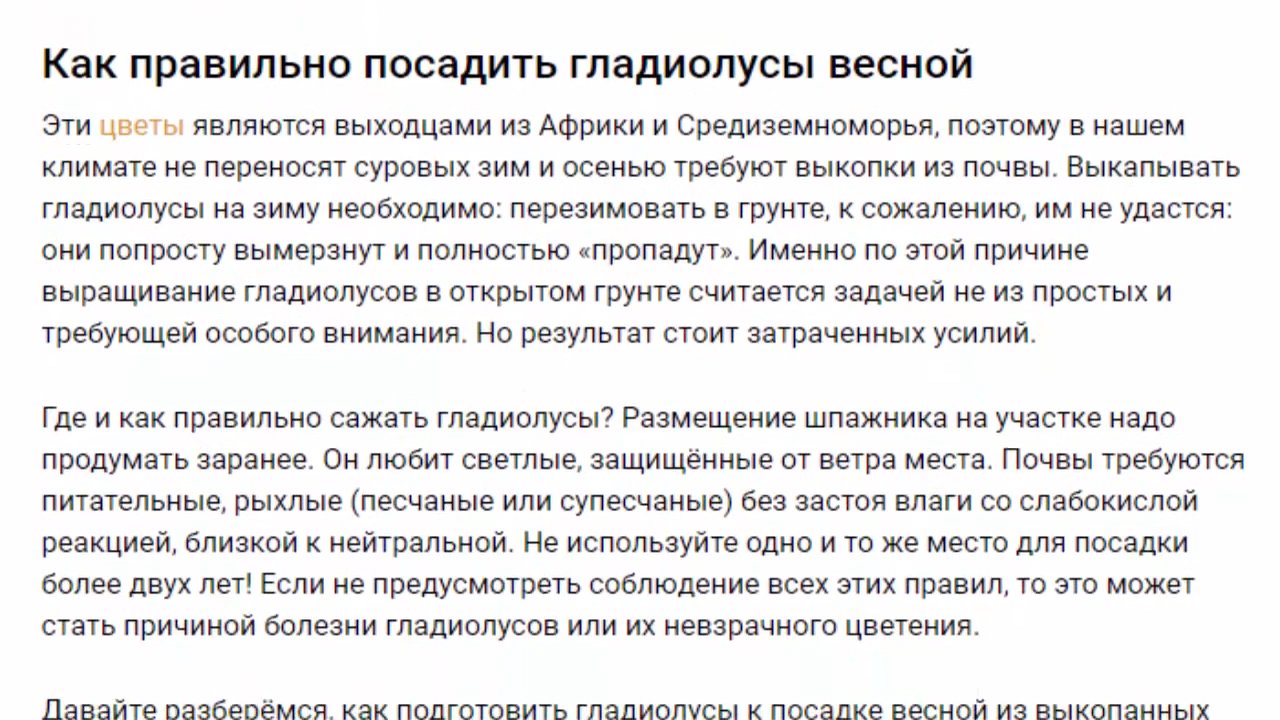 Как правильно посадить гладиолусы весной
Эти цветы являются выходцами из Африки и Средиземноморья, поэтому в нашем
климате не переносят суровых зим и осенью требуют выкопки из почвы. Выкапывать
гладиолусы на зиму необходимо: перезимовать в грунте, к сожалению, им не удастся:
они попросту вымерзнут и полностью «пропадут». Именно по этой причине
выращивание гладиолусов в открытом грунте считается задачей не из простых и
требующей особого внимания. Но результат стоит затраченных усилий.
Где и как правильно сажать гладиолусы? Размещение шпажника на участке надо
продумать заранее. Он любит светлые, защищённые от ветра места. Почвы требуются
питательные, рыхлые (песчаные или супесчаные) без застоя влаги со слабокислой
реакцией, близкой к нейтральной. Не используйте одно и то же место для посадки
более двух лет! Если не предусмотреть соблюдение всех этих правил, то это может
стать причиной болезни гладиолусов или их невзрачного цветения.
Давайте разберёмся, как подготовить гладиолусы к посадке весной из выкопанных